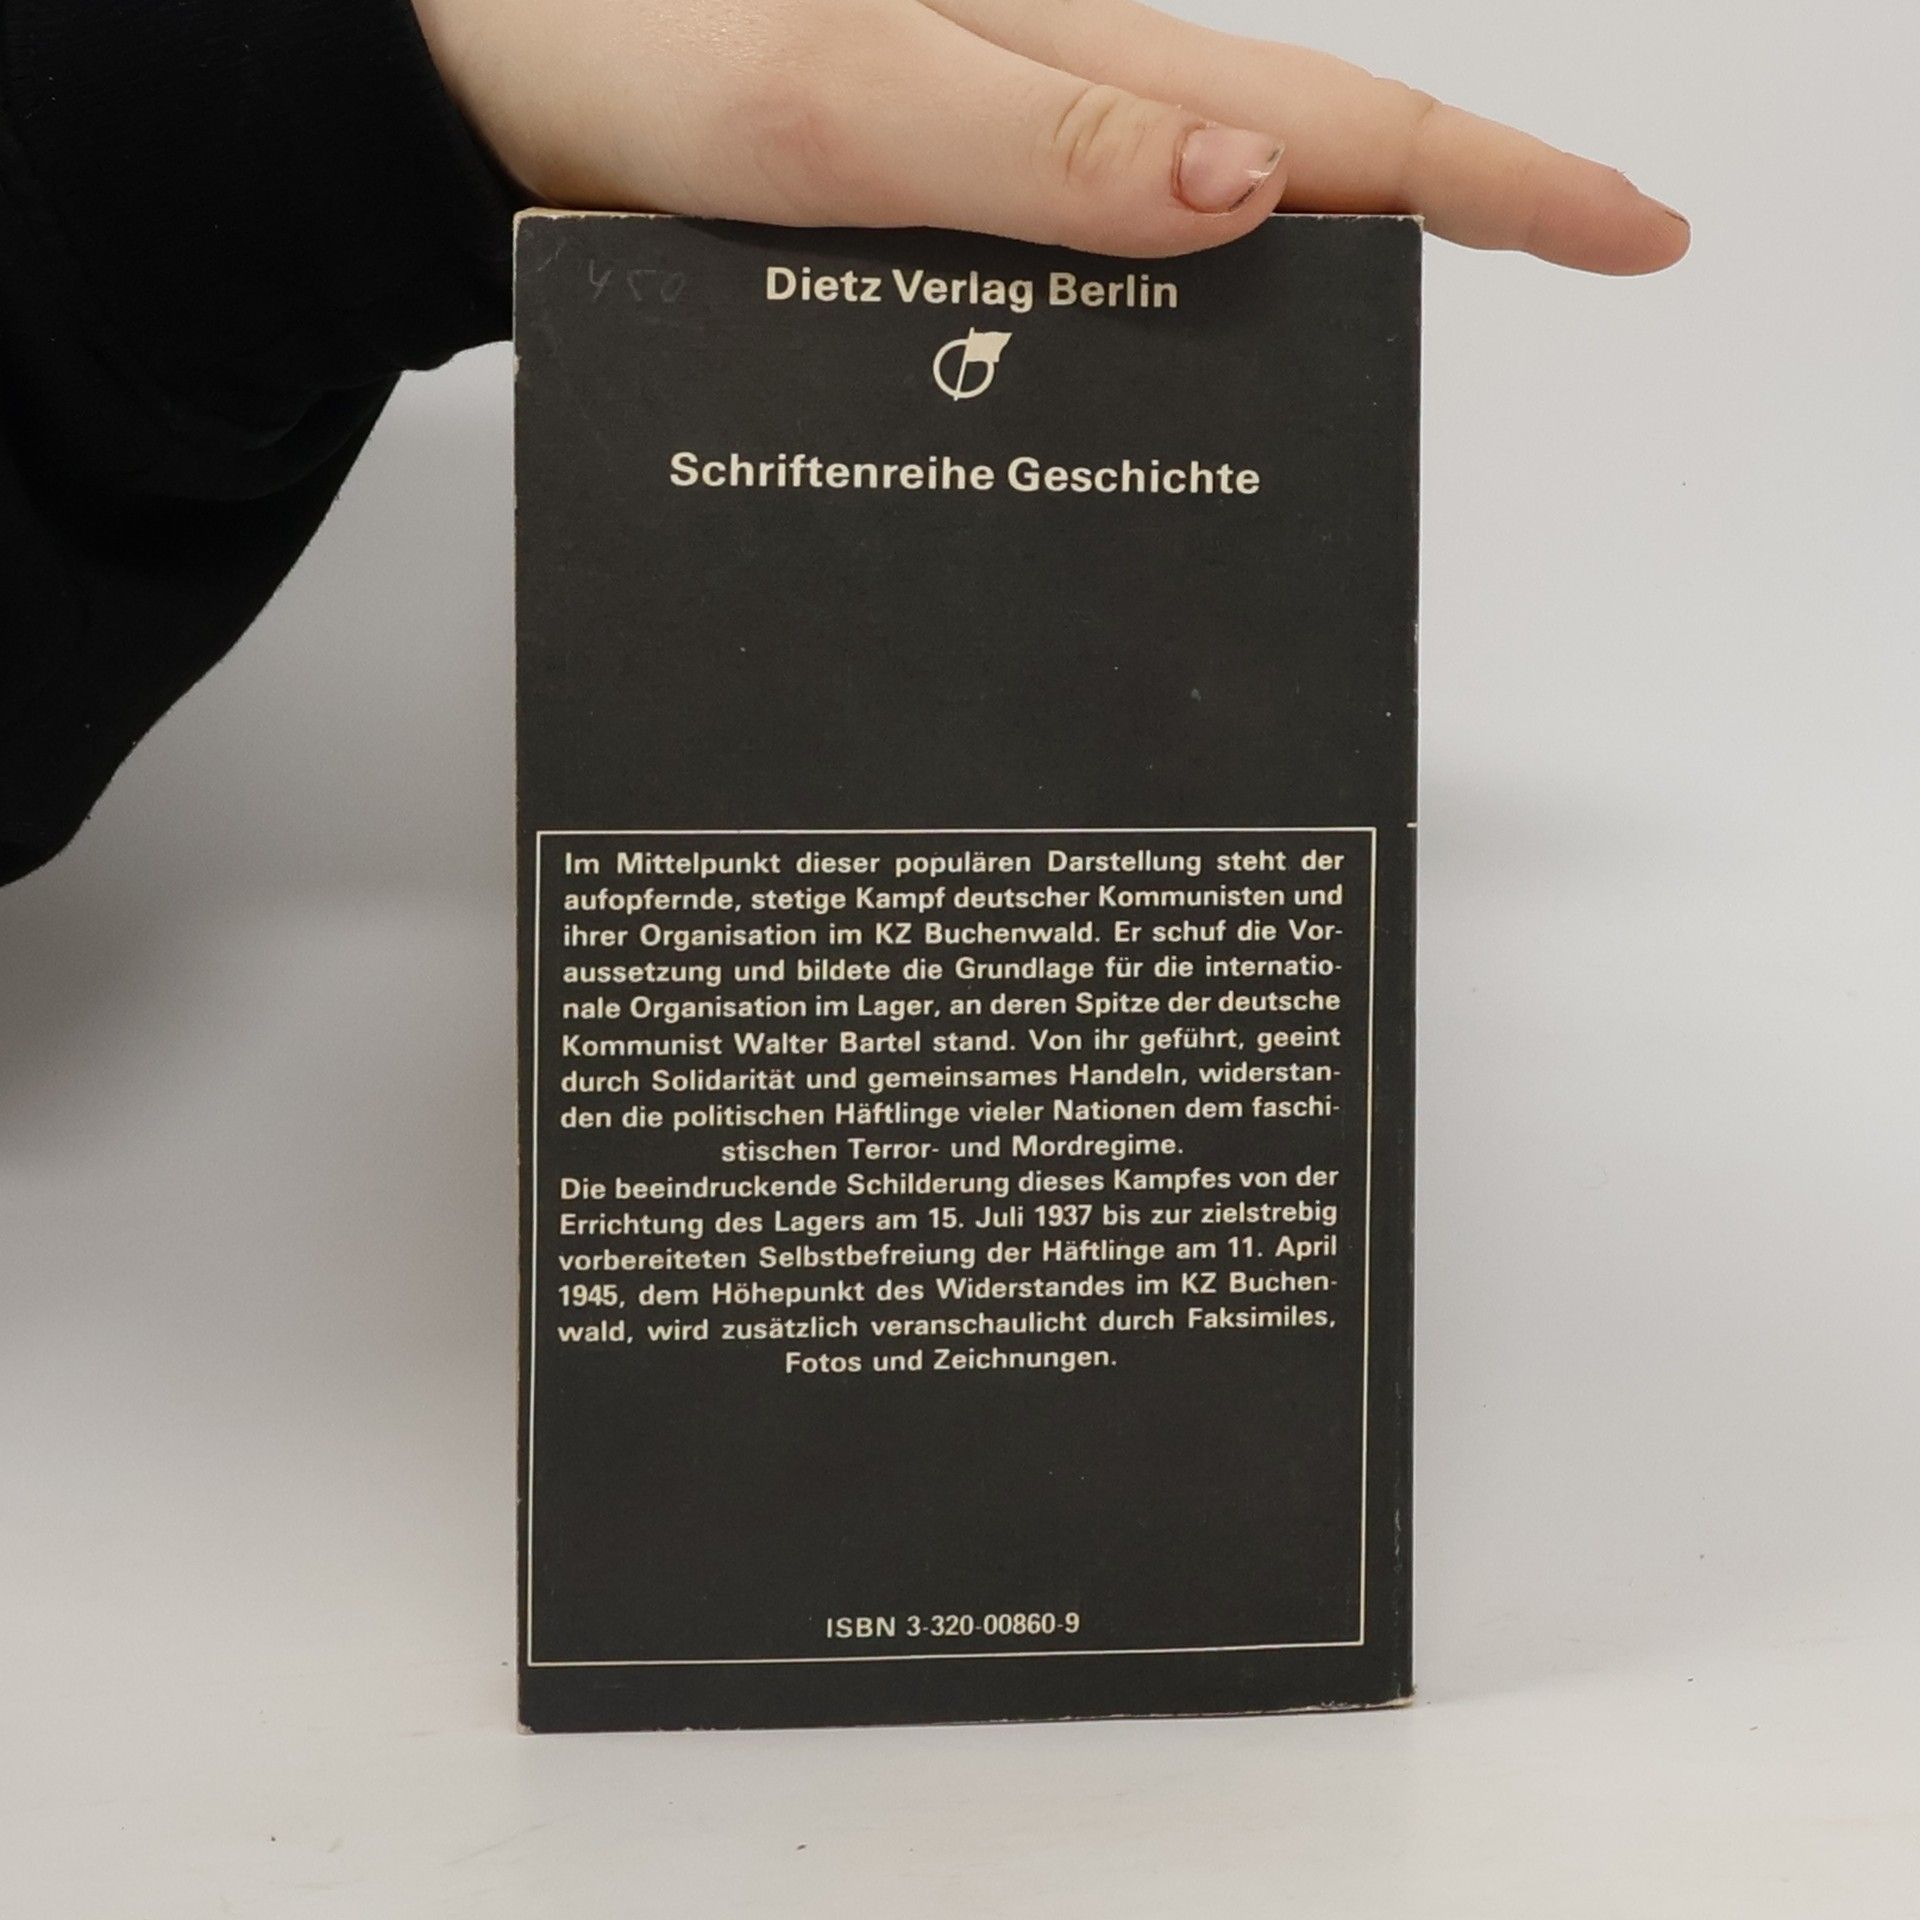 450
Dietz Verlag Berlin
Schriftenreihe Geschichte
Im Mittelpunkt dieser populären Darstellung steht der
aufopfernde, stetige Kampf deutscher Kommunisten und
ihrer Organisation im KZ Buchenwald. Er schuf die Vor-
aussetzung und bildete die Grundlage für die internatio-
nale Organisation im Lager, an deren Spitze der deutsche
Kommunist Walter Bartel stand. Von ihr geführt, geeint
durch Solidarität und gemeinsames Handeln, widerstan-
den die politischen Häftlinge vieler Nationen dem faschi-
stischen Terror- und Mordregime.
Die beeindruckende Schilderung dieses Kampfes von der
Errichtung des Lagers am 15. Juli 1937 bis zur zielstrebig
vorbereiteten Selbstbefreiung der Häftlinge am 11. April
1945, dem Höhepunkt des Widerstandes im KZ Buchen-
wald, wird zusätzlich veranschaulicht durch Faksimiles,
Fotos und Zeichnungen.
ISBN 3-320-00860-9